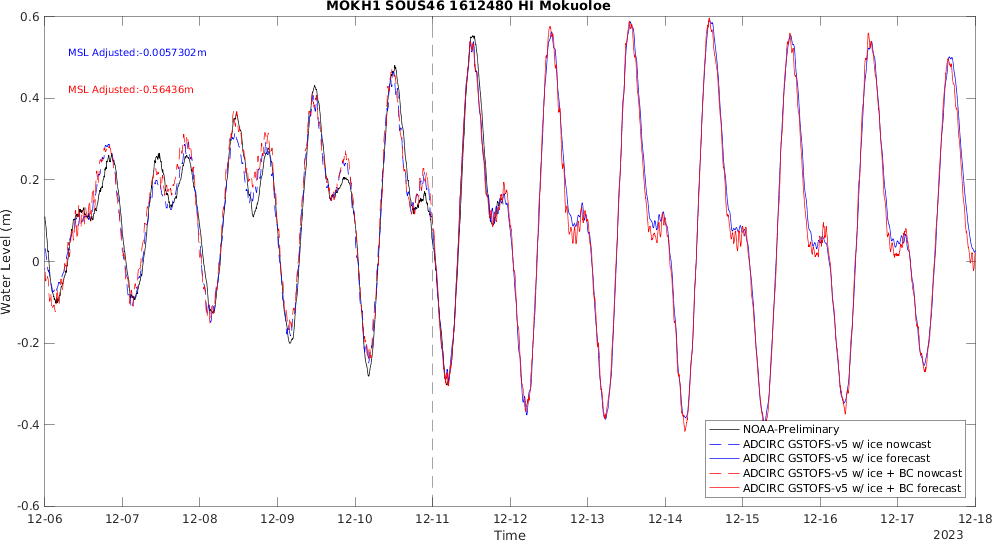 MOKH1 SOUS46 1612480 HI Mokuoloe
MSL Adjusted:-0.0057302m
MSL Adjusted:-0.56436m
Water Level (m)
0.6
0.4
0.2
0
-0.2
-0.4
-0.6
NOAA-Preliminary
ADCIRC GSTOFS-v5 w/ ice nowcast
ADCIRC GSTOFS-v5 w/ ice forecast
ADCIRC GSTOFS-v5 w/ ice + BC nowcast
ADCIRC GSTOFS-v5 w/ ice + BC forecast
12-06 12-07 12-08 12-09 12-10 12-11 12-12 12-13 12-14 12-15 12-16 12-17 12-18
Time
2023